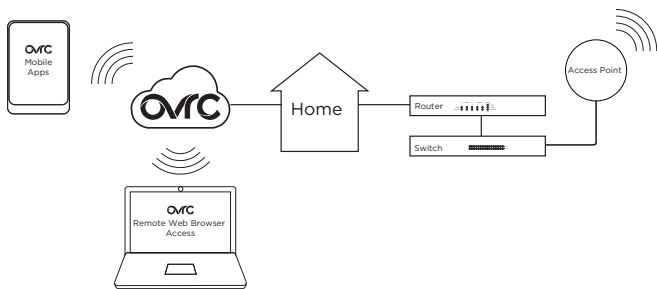 OvrC
Mobile
Apps
OvrC
Home
Router
Switch
Access Point
OvrC
Remote Web Browser
Access